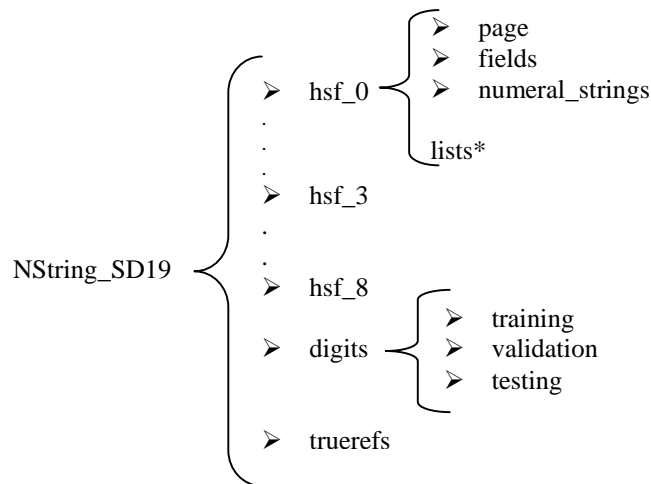 NString_SD19
➢ hsf_0
➢ page
➢ fields
➢ numeral_strings
lists*
.
.
.
.
➢ hsf_3
.
.
.
➢ hsf_8
➢ digits
➢ training
➢ validation
➢ testing
➢ truerefs